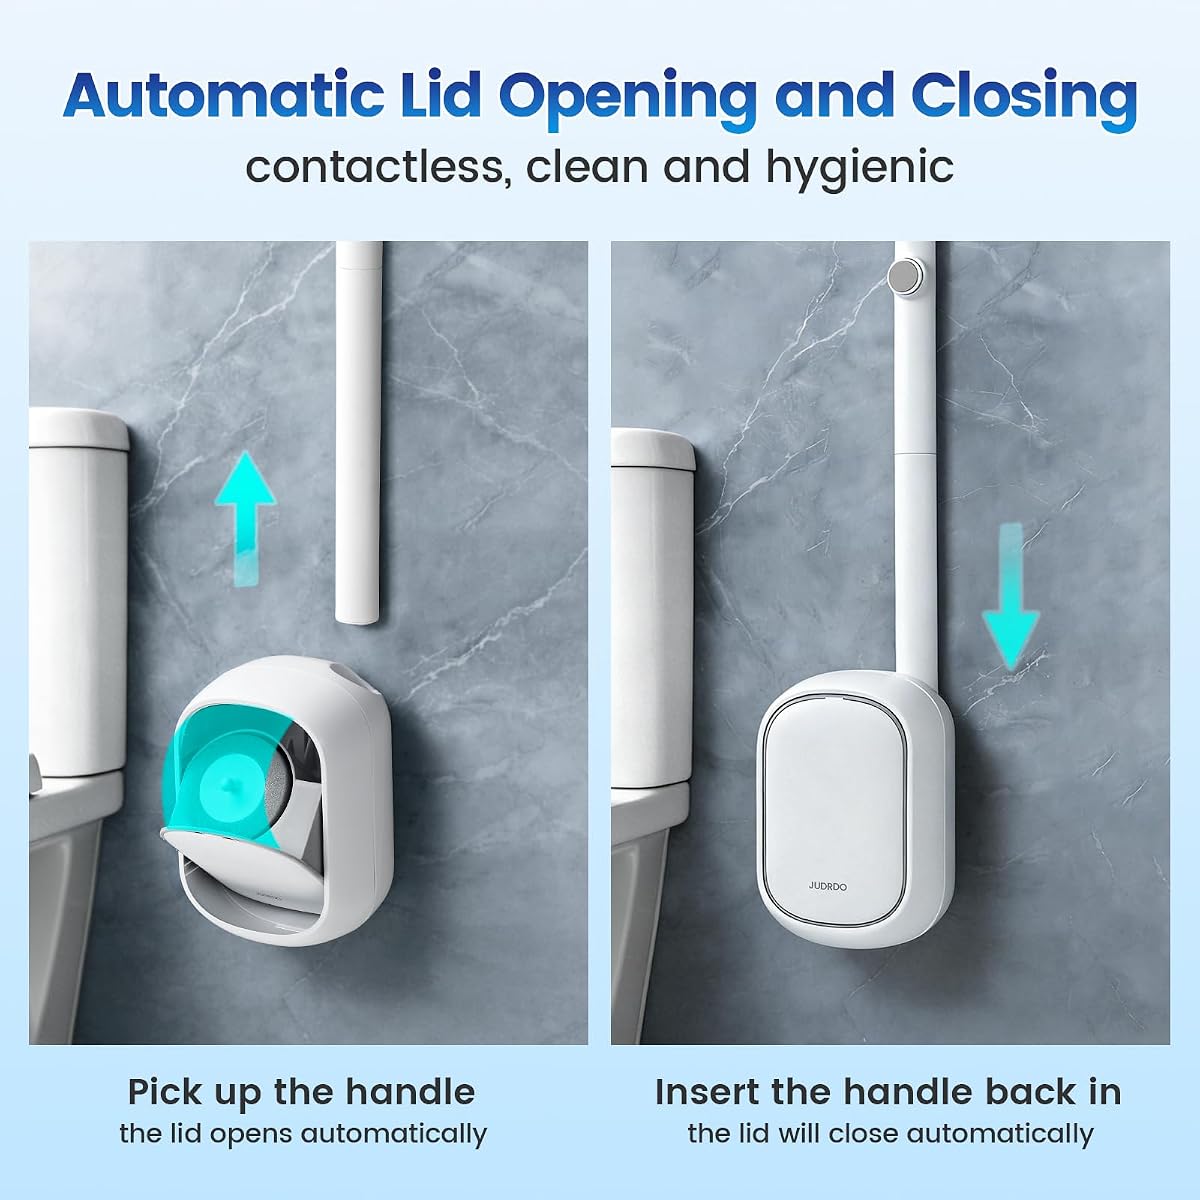 Automatic Lid Opening and Closing
contactless, clean and hygienic
JUDRDO
JUDRDO
Pick up the handle
the lid opens automatically
Insert the handle back in
the lid will close automatically